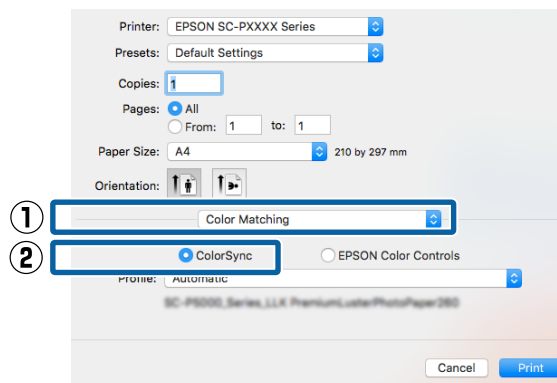 Printer: EPSON SC-PXXXX Series
Presets: Default Settings
Copies: 1
Pages: All
From: 1 to: 1
Paper Size: A4 210 by 297 mm
Orientation:
① Color Matching
② ColorSync EPSON Color Controls
Profile: Automatic
SC-P5000_Series_LLK PremiumLusterPhotoPaper260
Cancel Print